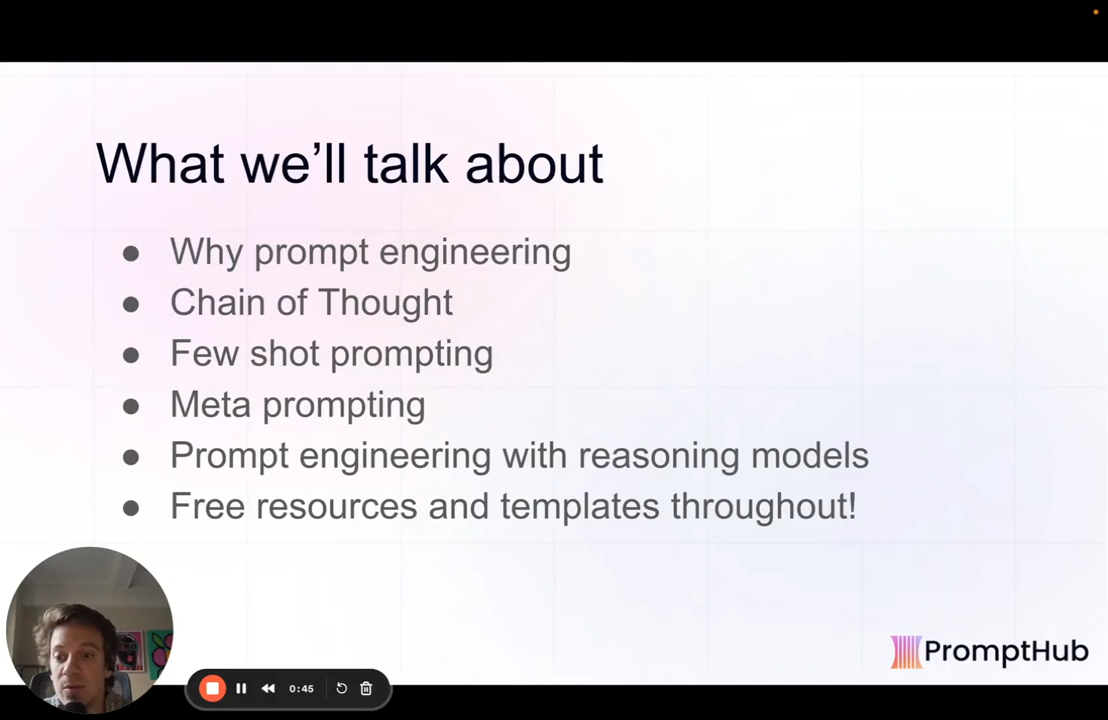 What we’ll talk about
● Why prompt engineering
● Chain of Thought
● Few shot prompting
● Meta prompting
● Prompt engineering with reasoning models
● Free resources and templates throughout!
PromptHub
0:45